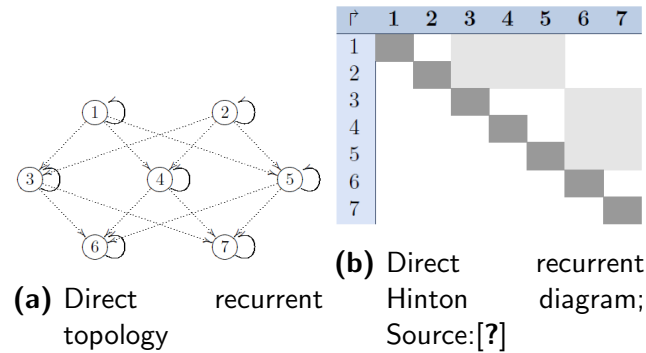 1 2
3 4 5
6 7
(a) Direct recurrent
topology
↱ 1 2 3 4 5 6 7
1
2
3
4
5
6
7
(b) Direct recurrent
Hinton diagram;
Source:[?]